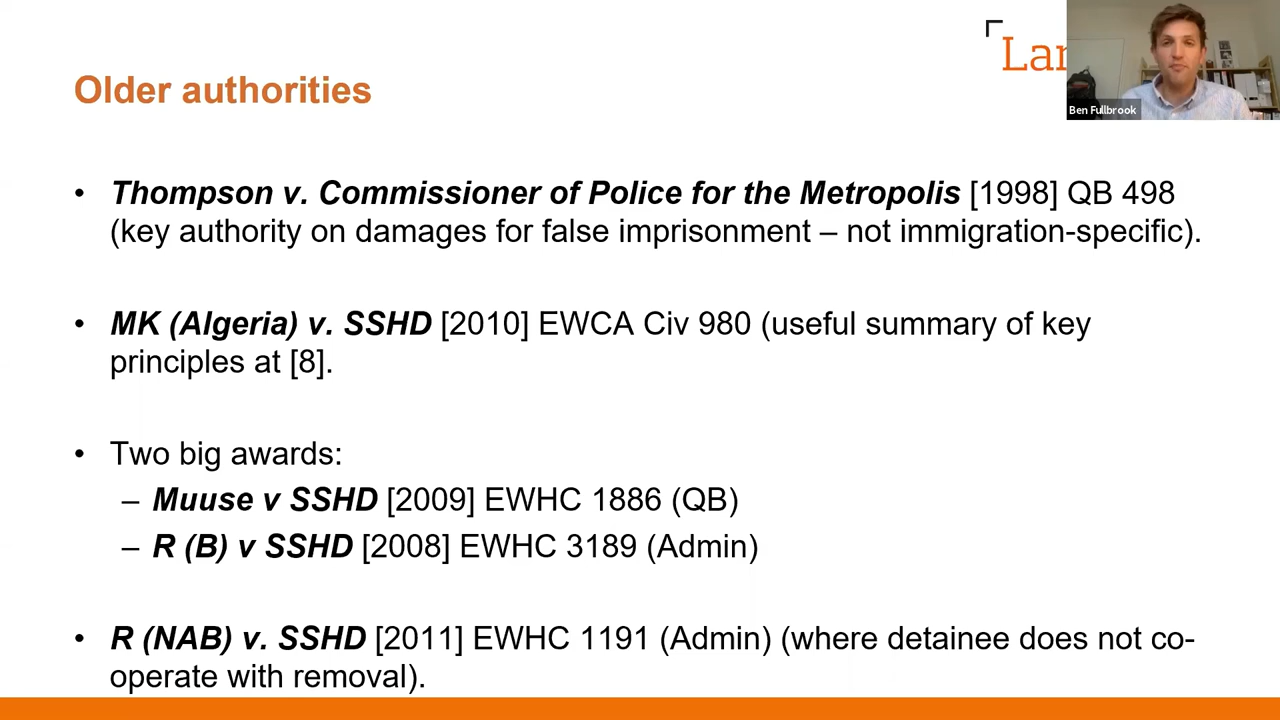 Lan
Ben Fullbrook
Older authorities
• Thompson v. Commissioner of Police for the Metropolis [1998] QB 498
(key authority on damages for false imprisonment – not immigration-specific).
• MK (Algeria) v. SSHD [2010] EWCA Civ 980 (useful summary of key
principles at [8].
• Two big awards:
– Muuse v SSHD [2009] EWHC 1886 (QB)
– R (B) v SSHD [2008] EWHC 3189 (Admin)
• R (NAB) v. SSHD [2011] EWHC 1191 (Admin) (where detainee does not co-
operate with removal).